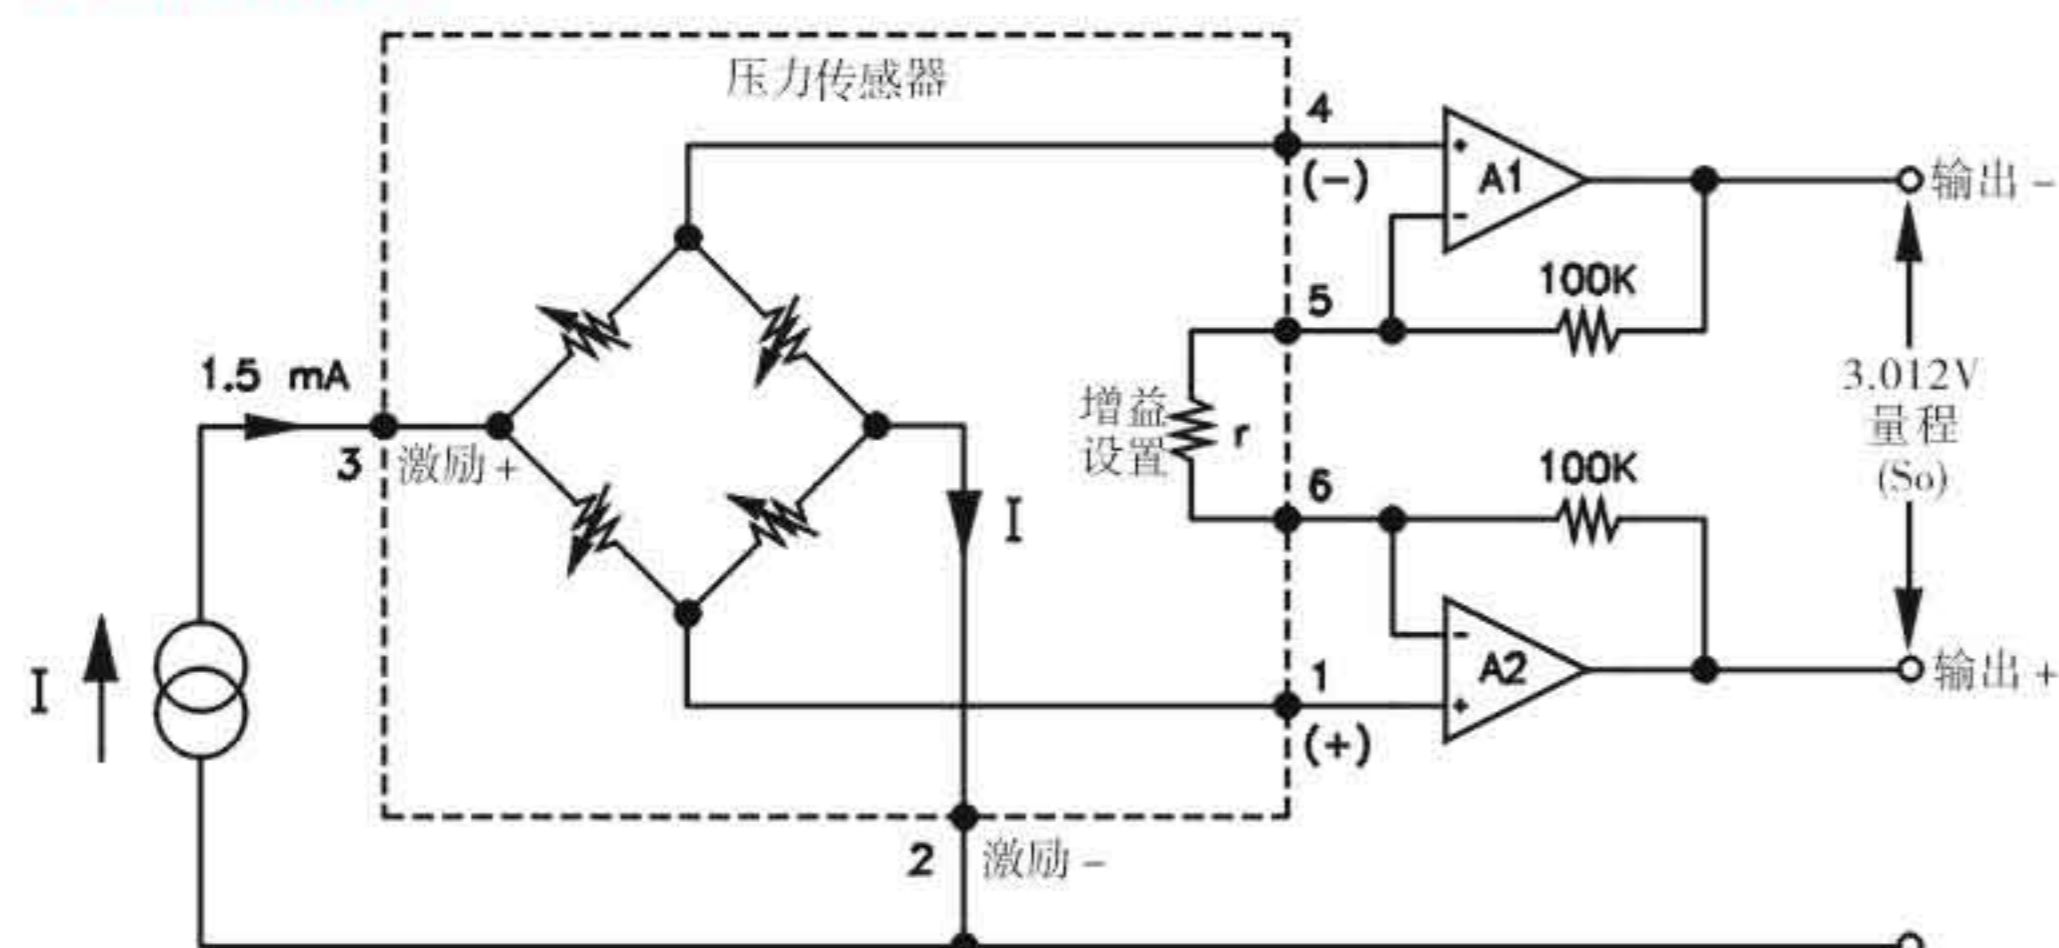 压力传感器
4
(-)
+
A1
-
输出 -
100K
5
1.5 mA
3
激励 +
增益
设置
r
3.012V
量程
(So)
6
100K
I
I
-
A2
+
1
(+)
输出 +
2
激励 -